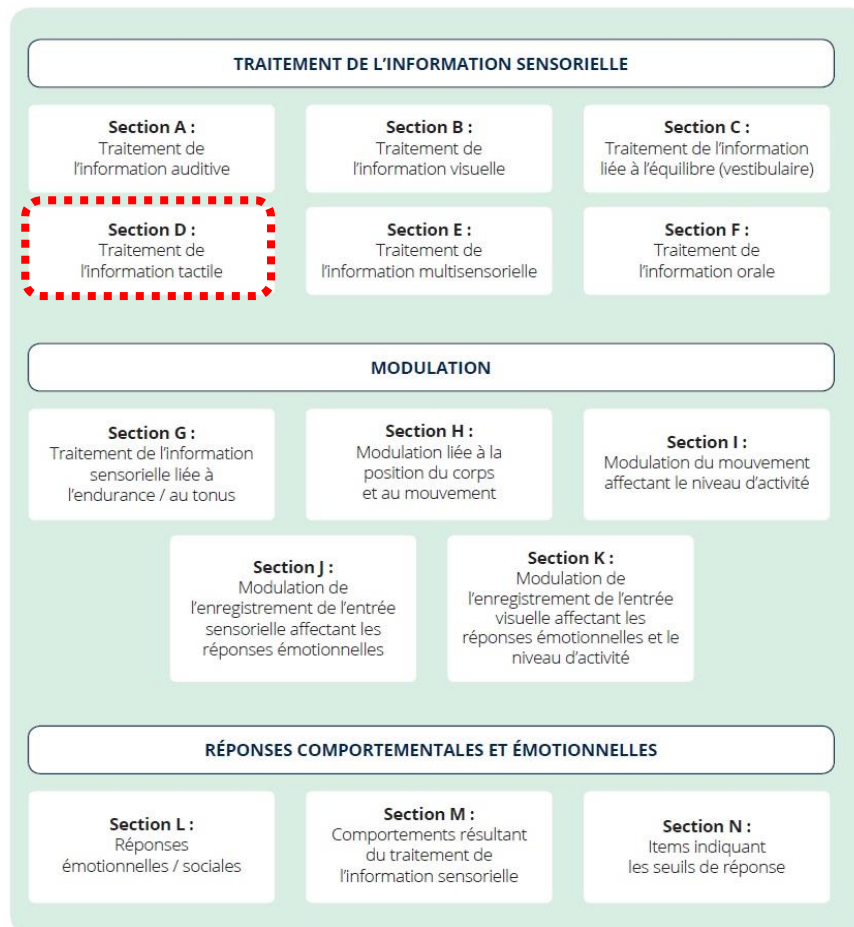 TRAITEMENT DE L'INFORMATION SENSORIELLE
Section A :
Traitement de
l'information auditive
Section B :
Traitement de
l'information visuelle
Section C :
Traitement de l'information
liée à l'équilibre (vestibulaire)
Section D :
Traitement de
l'information tactile
Section E :
Traitement de
l'information multisensorielle
Section F :
Traitement de
l'information orale
MODULATION
Section G :
Traitement de l'information
sensorielle liée à
l'endurance / au tonus
Section H :
Modulation liée à la
position du corps
et au mouvement
Section I :
Modulation du mouvement
affectant le niveau d'activité
Section J :
Modulation de
l'enregistrement de l'entrée
sensorielle affectant les
réponses émotionnelles
Section K :
Modulation de
l'enregistrement de l'entrée
visuelle affectant les
réponses émotionnelles et le
niveau d'activité
RÉPONSES COMPORTEMENTALES ET ÉMOTIONNELLES
Section L :
Réponses
émotionnelles / sociales
Section M :
Comportements résultant
du traitement de
l'information sensorielle
Section N :
Items indiquant
les seuils de réponse